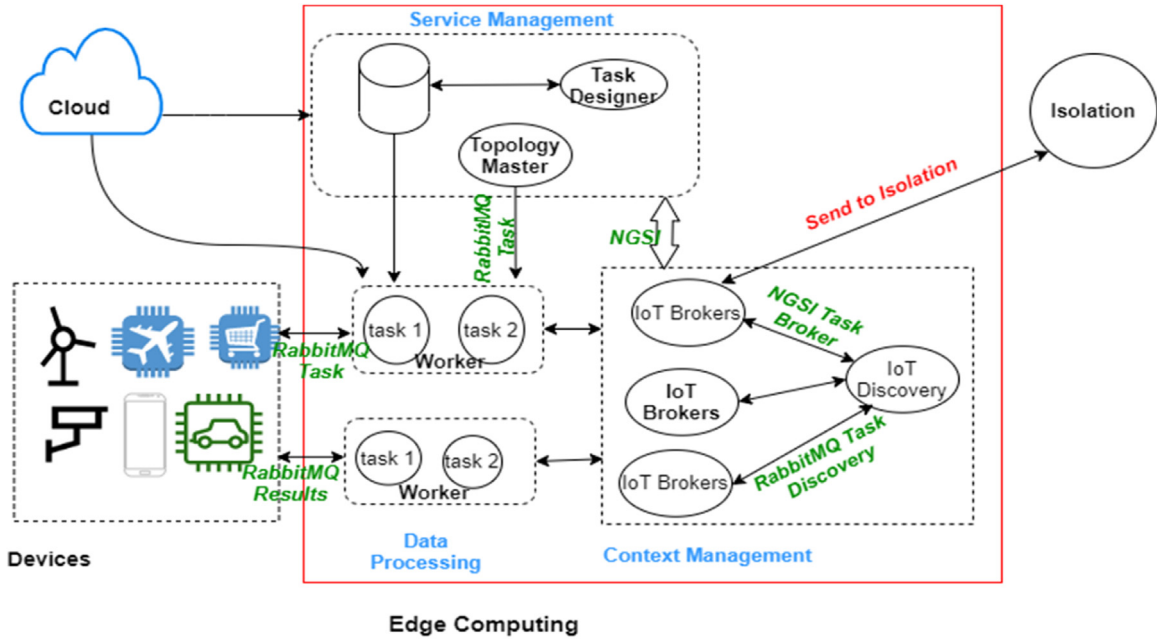 Service Management
Cloud
Task
Designer
Isolation
Topology
Master
Send to Isolation
RabbitMQ
Task
NGSI
IoT Brokers
NGSI Task
Broker
task 1
task 2
Worker
RabbitMQ
Task
IoT
Discovery
IoT
Brokers
RabbitMQ Task
Discovery
task 1
task 2
Worker
RabbitMQ
Results
IoT Brokers
Data
Processing
Context Management
Devices
Edge Computing